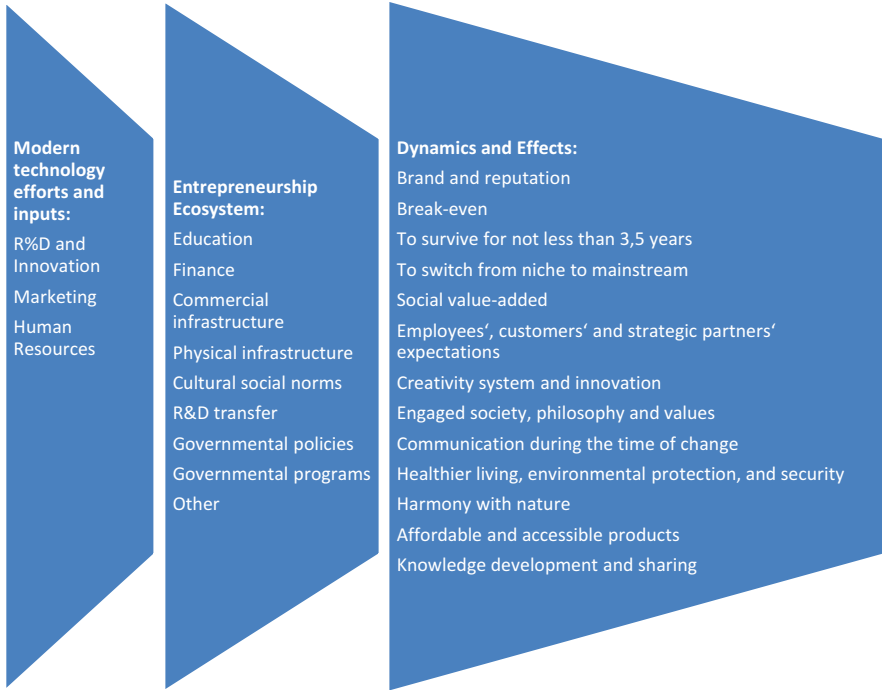 Modern
technology
efforts and
inputs:
R%D and
Innovation
Marketing
Human
Resources
Entrepreneurship
Ecosystem:
Education
Finance
Commercial
infrastructure
Physical infrastructure
Cultural social norms
R&D transfer
Governmental policies
Governmental programs
Other
Dynamics and Effects:
Brand and reputation
Break-even
To survive for not less than 3,5 years
To switch from niche to mainstream
Social value-added
Employees‘, customers‘ and strategic partners‘
expectations
Creativity system and innovation
Engaged society, philosophy and values
Communication during the time of change
Healthier living, environmental protection, and security
Harmony with nature
Affordable and accessible products
Knowledge development and sharing